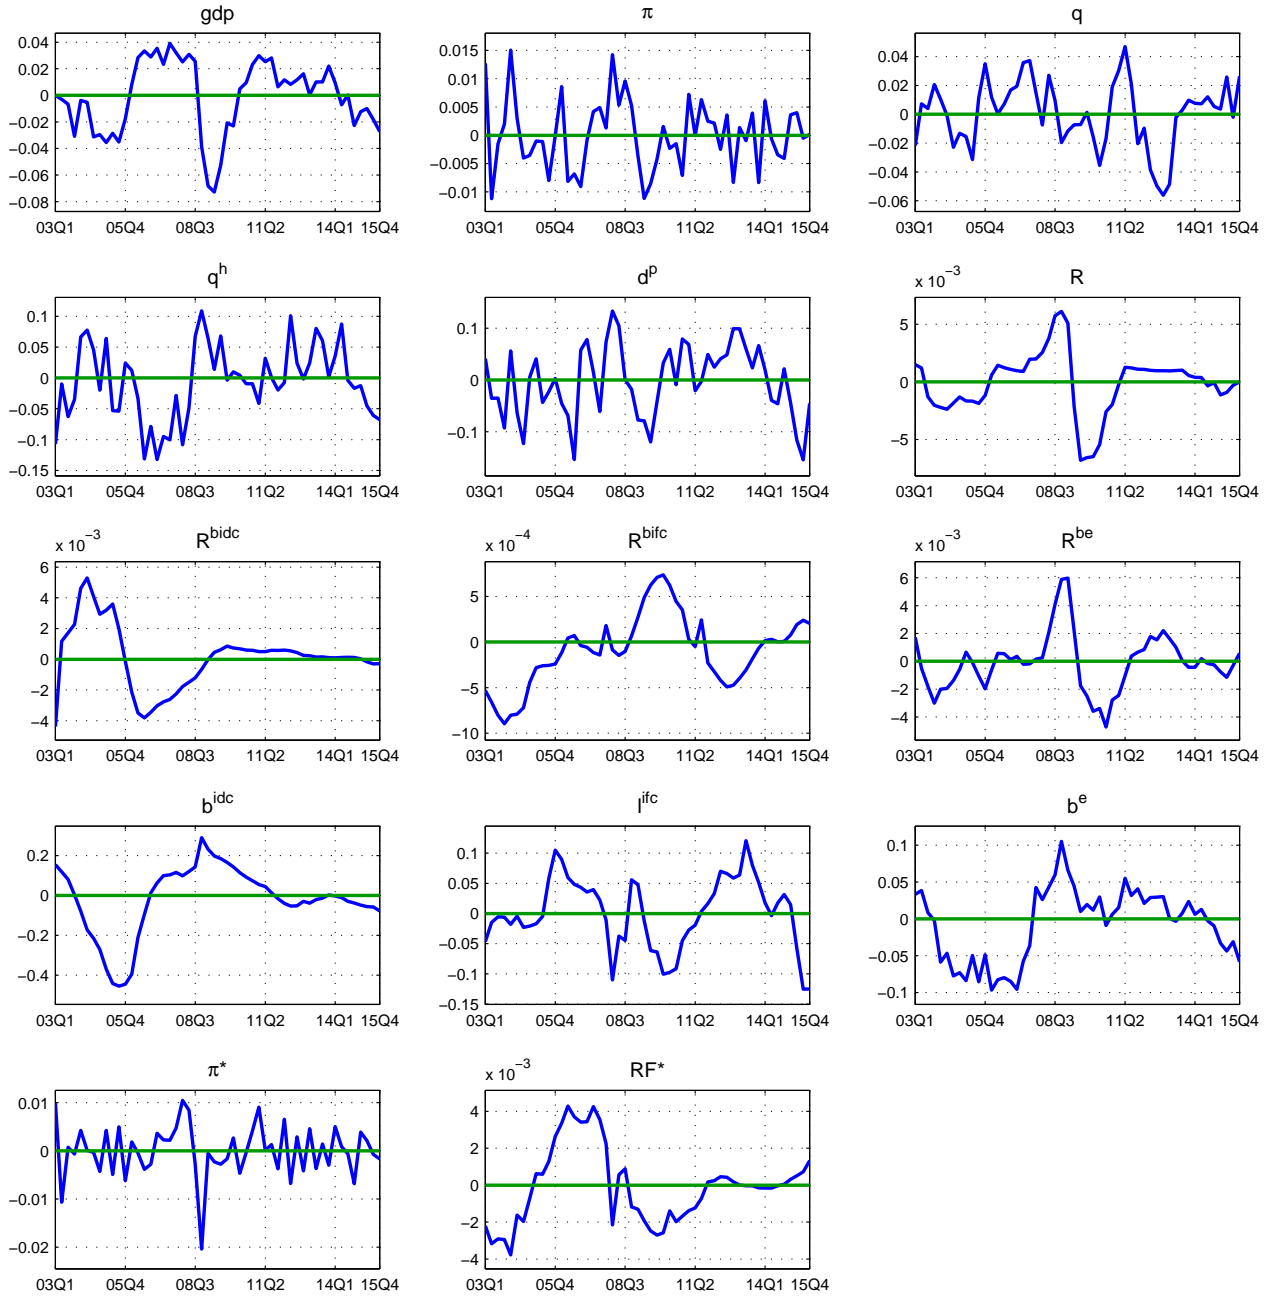 gdp
0.04
0.02
0
−0.02
−0.04
−0.06
−0.08
03Q1 05Q4 08Q3 11Q2 14Q1 15Q4
π
0.015
0.01
0.005
0
−0.005
−0.01
03Q1 05Q4 08Q3 11Q2 14Q1 15Q4
q
0.04
0.02
0
−0.02
−0.04
−0.06
03Q1 05Q4 08Q3 11Q2 14Q1 15Q4
q^h
0.1
0.05
0
−0.05
−0.1
−0.15
03Q1 05Q4 08Q3 11Q2 14Q1 15Q4
d^p
0.1
0
−0.1
03Q1 05Q4 08Q3 11Q2 14Q1 15Q4
x 10^−3
R
5
0
−5
03Q1 05Q4 08Q3 11Q2 14Q1 15Q4
x 10^−3
R^bidc
6
4
2
0
−2
−4
03Q1 05Q4 08Q3 11Q2 14Q1 15Q4
x 10^−4
R^bifc
5
0
−5
−10
03Q1 05Q4 08Q3 11Q2 14Q1 15Q4
x 10^−3
R^be
6
4
2
0
−2
−4
03Q1 05Q4 08Q3 11Q2 14Q1 15Q4
b^idc
0.2
0
−0.2
−0.4
03Q1 05Q4 08Q3 11Q2 14Q1 15Q4
l^ifc
0.1
0.05
0
−0.05
−0.1
−0.15
03Q1 05Q4 08Q3 11Q2 14Q1 15Q4
b^e
0.1
0.05
0
−0.05
−0.1
03Q1 05Q4 08Q3 11Q2 14Q1 15Q4
π*
0.01
0
−0.01
−0.02
03Q1 05Q4 08Q3 11Q2 14Q1 15Q4
x 10^−3
RF*
4
2
0
−2
−4
03Q1 05Q4 08Q3 11Q2 14Q1 15Q4